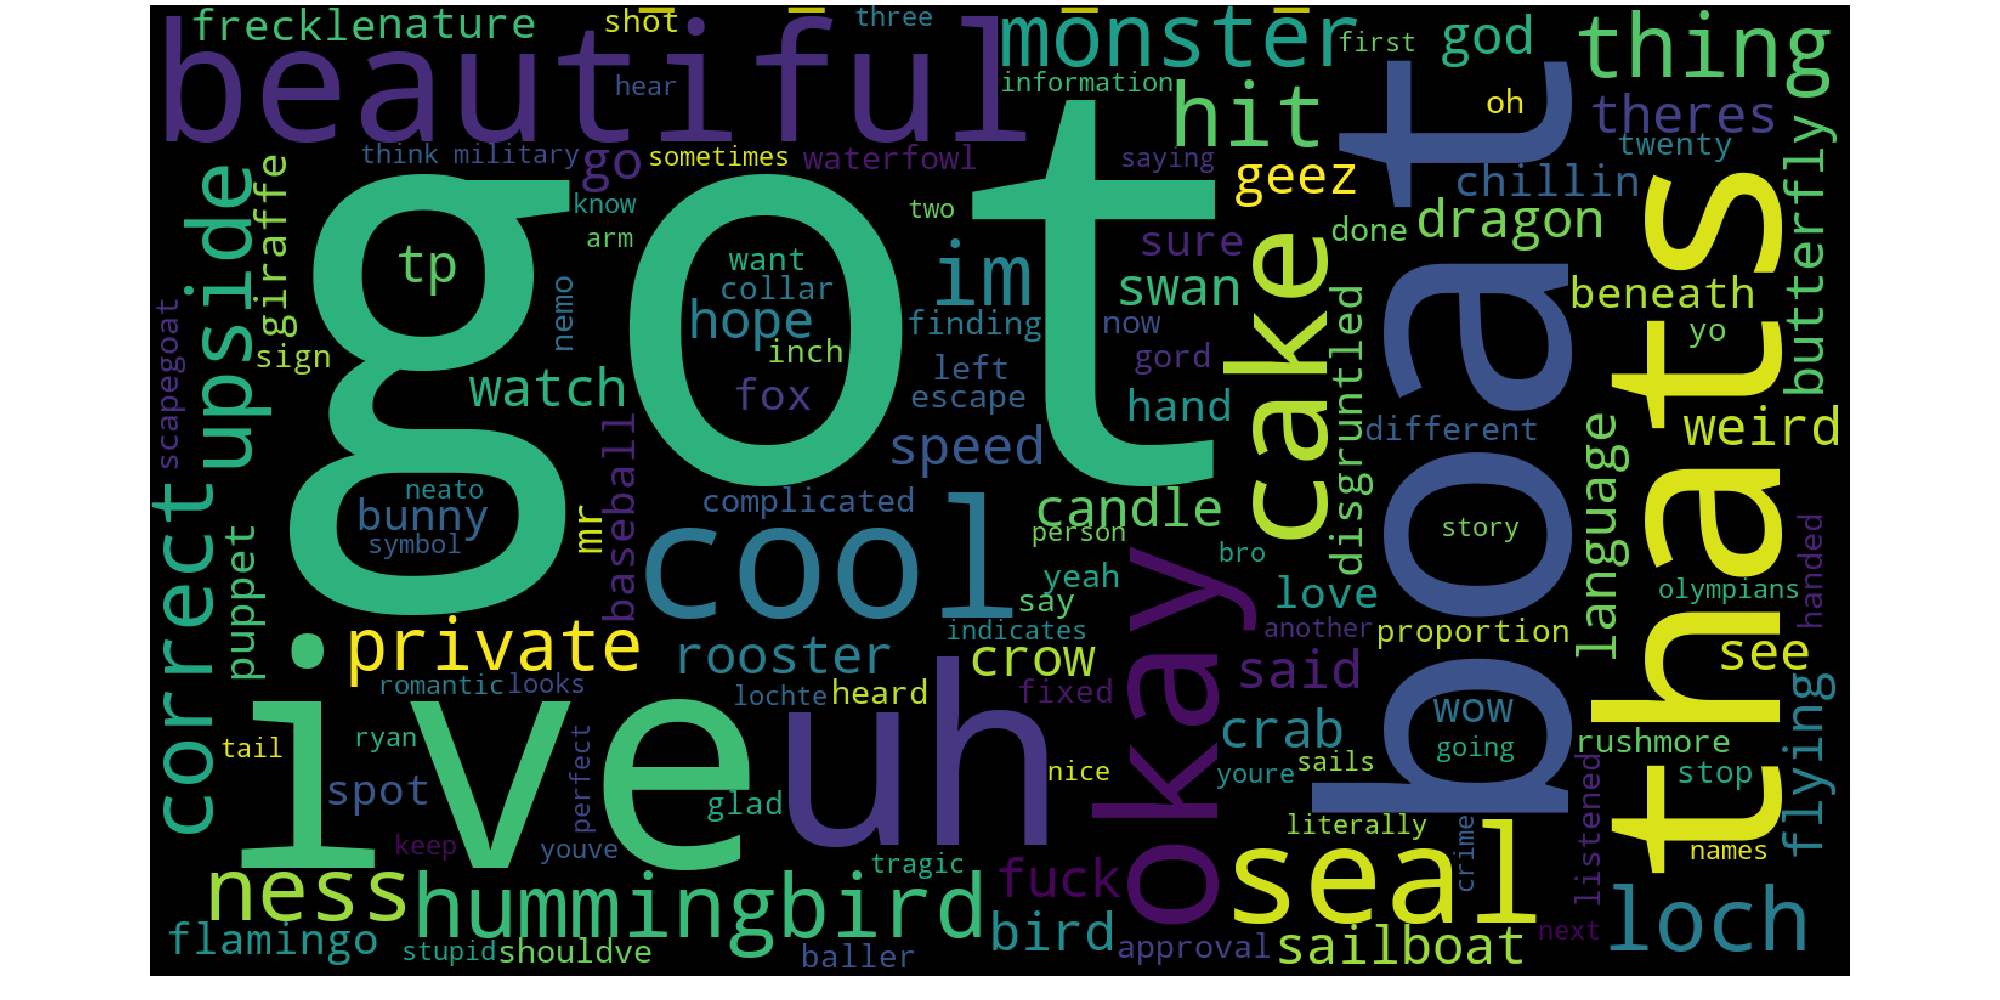 freckle
nature
shot
three
monster
first
god
thing
beautiful
hear
information
hit
oh
theres
think
military
go
sometimes
waterfowl
saying
geez
chillin
twenty
butterfly
upside
giraffe
know
two
arm
got
tp
want
collar
hope
inch
fox
im
sure
swan
done
dragon
boat
thats
beneath
yo
nemo
finding
now
gord
cake
disgruntled
scapegoat
sign
watch
left
escape
hand
speed
different
weird
language
correct
puppet
neato
bunny
symbol
mr
baseball
complicated
cool
candle
person
bro
story
yeah
say
love
olympians
handed
private
rooster
indicates
crow
another
proportion
said
see
romantic
looks
lochte
heard
fixed
okay
crab
wow
going
rushmore
flying
tail
ryan
ive
uh
nice
youre
sails
stop
spot
perfect
glad
literally
crime
listened
names
keep
youve
tragic
fuck
seal
loch
ness
hummingbird
flamingo
stupid
shouldve
baller
bird
approval
sailboat
next